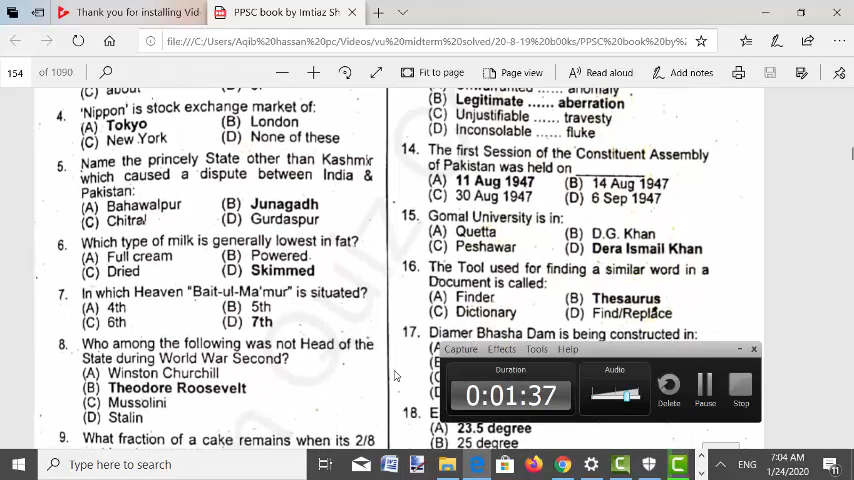 Thank you for installing Vid
PDF
PPSC book by Imtiaz Sh
file:///C:/Users/Aqib%20hassan%20pc/Videos/vu%20midterm%20solved/20-8-19%20b00ks/PPSC%20book%20by%
154 of 1090
Fit to page
Page view
Read aloud
Add notes
(C) about
4. 'Nippon' is stock exchange market of:
(A) Tokyo (B) London
(C) New York (D) None of these
5. Name the princely State other than Kashmir
which caused a dispute between India &
Pakistan:
(A) Bahawalpur (B) Junagadh
(C) Chitral (D) Gurdaspur
6. Which type of milk is generally lowest in fat?
(A) Full cream (B) Powered
(C) Dried (D) Skimmed
7. In which Heaven "Bait-ul-Ma'mur" is situated?
(A) 4th (B) 5th
(C) 6th (D) 7th
8. Who among the following was not Head of the
State during World War Second?
(A) Winston Churchill
(B) Theodore Roosevelt
(C) Mussolini
(D) Stalin
9. What fraction of a cake remains when its 2/8
anomaly
(B) Legitimate ...... aberration
(C) Unjustifiable ...... travesty
(D) Inconsolable ...... fluke
14. The first Session of the Constituent Assembly
of Pakistan was held on __________
(A) 11 Aug 1947 (B) 14 Aug 1947
(C) 30 Aug 1947 (D) 6 Sep 1947
15. Gomal University is in:
(A) Quetta (B) D.G. Khan
(C) Peshawar (D) Dera Ismail Khan
16. The Tool used for finding a similar word in a
Document is called:
(A) Finder (B) Thesaurus
(C) Dictionary (D) Find/Replace
17. Diamer Bhasha Dam is being constructed in:
18. E
(A) 23.5 degree
(B) 25 degree
Capture Effects Tools Help
Duration
0:01:37
Audio
Delete
Pause
Stop
Type here to search
ENG
7:04 AM
1/24/2020
11